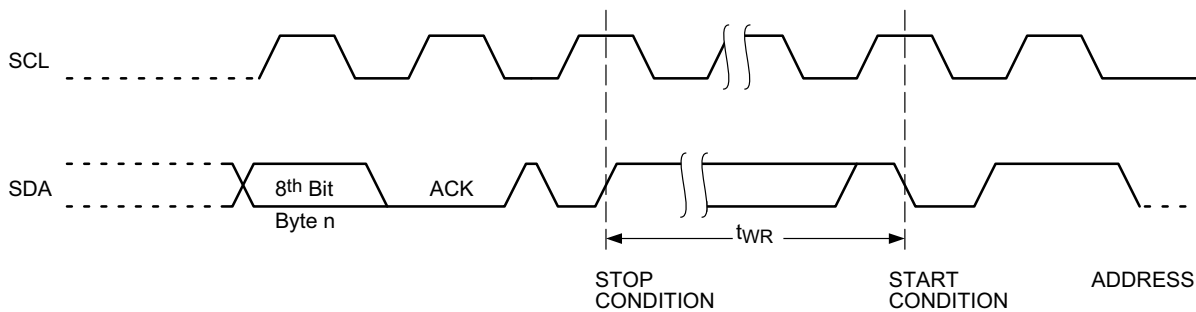 SCL
SDA
8th Bit
Byte n
ACK
tWR
STOP
CONDITION
START
CONDITION
ADDRESS